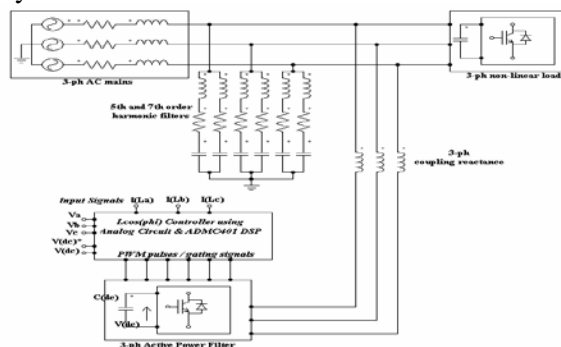 3-ph AC mains
3-ph non-linear load
5th and 7th order
harmonic filters
3-ph
coupling reactance
Input Signals I(La) I(Lb) I(Lc)
Va
Vb
Vc
V(dc)*
V(dc)
I.cos(phi) Controller using
Analog Circuit & ADMC401 DSP
PWM pulses / gating signals
C(dc)
V(dc)
3-ph Active Power Filter